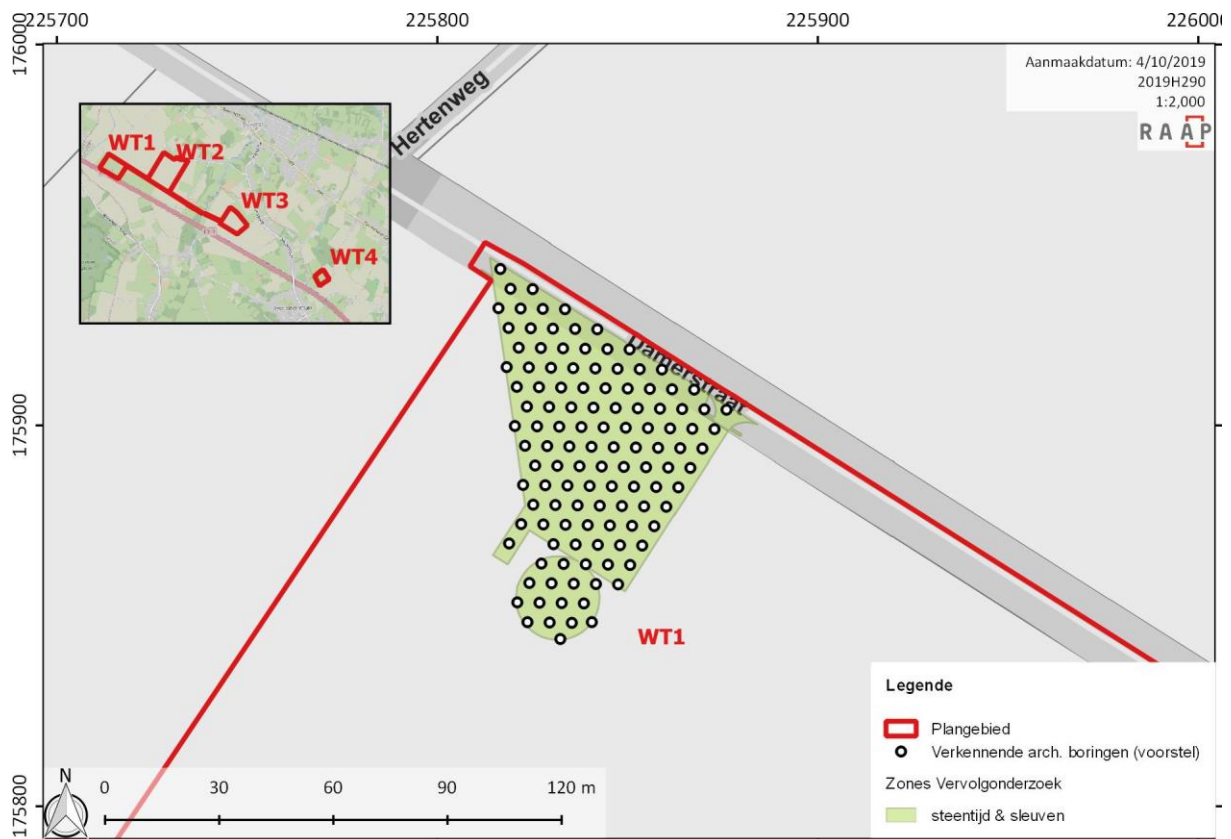 225700 225800 225900 226000
176000
175900
175800
Aanmaakdatum: 4/10/2019
2019H290
1:2,000
RAAP
Hertenweg
WT1
WT2
WT3
WT4
Damerstraat
WT1
Legende
Plangebied
Verkennende arch. boringen (voorstel)
Zones Vervolgonderzoek
steentijd & sleuven
N
0 30 60 90 120 m